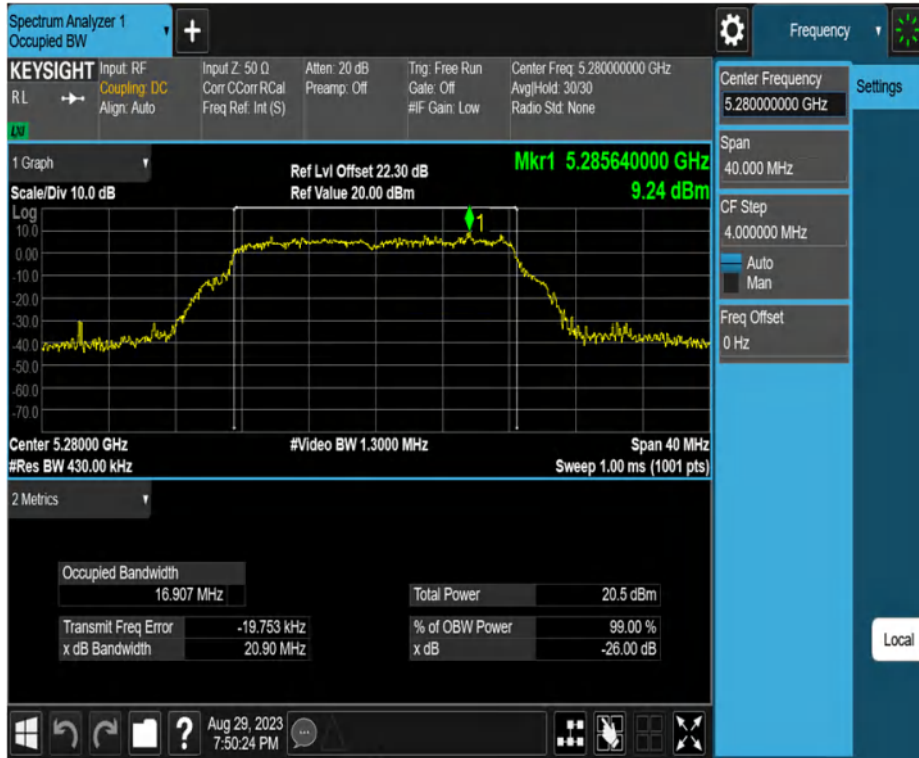 Spectrum Analyzer 1
Occupied BW
+
Frequency
KEYSIGHT Input: RF Input Z: 50 Ω Atten: 20 dB Trig: Free Run Center Freq: 5.280000000 GHz
RL Coupling: DC Corr CCorr RCal Preamp: Off Gate: Off Avg|Hold: 30/30
Align: Auto Freq Ref: Int (S) #IF Gain: Low Radio Std: None
LXI
Center Frequency
5.280000000 GHz
Settings
Span
40.000 MHz
CF Step
4.000000 MHz
Auto
Man
Freq Offset
0 Hz
Local
1 Graph
Ref Lvl Offset 22.30 dB
Mkr1 5.285640000 GHz
Scale/Div 10.0 dB
Ref Value 20.00 dBm
9.24 dBm
Log
10.0
1
0.00
-10.0
-20.0
-30.0
-40.0
-50.0
-60.0
-70.0
Center 5.28000 GHz #Video BW 1.3000 MHz Span 40 MHz
#Res BW 430.00 kHz Sweep 1.00 ms (1001 pts)
2 Metrics
Occupied Bandwidth
16.907 MHz
Total Power 20.5 dBm
Transmit Freq Error -19.753 kHz % of OBW Power 99.00 %
x dB Bandwidth 20.90 MHz x dB -26.00 dB
?
Aug 29, 2023
7:50:24 PM